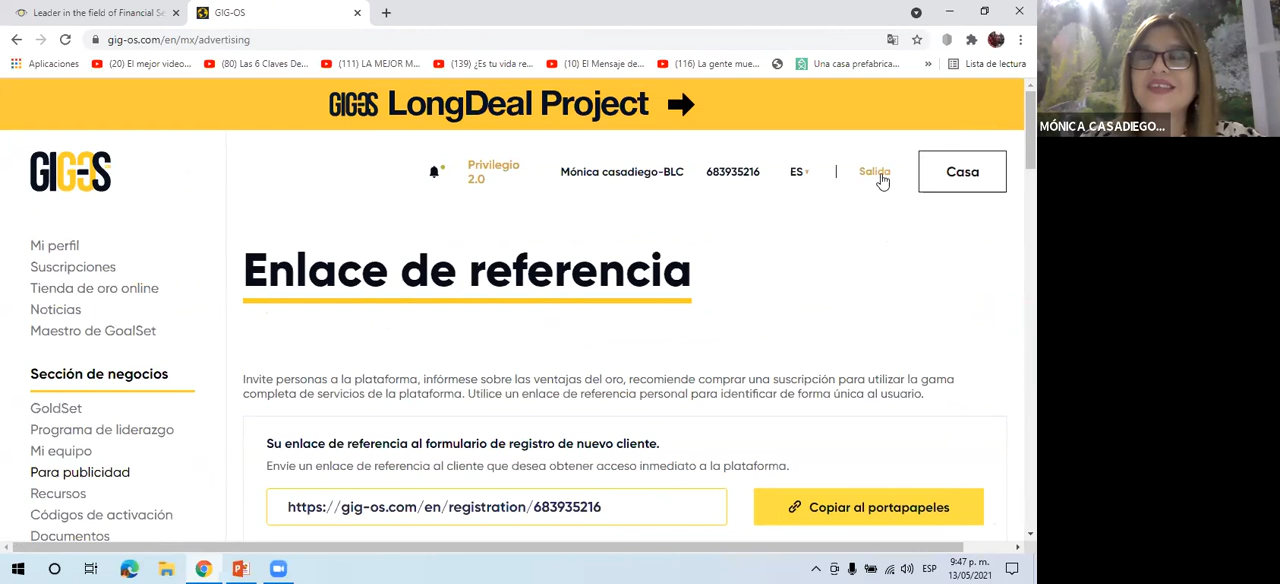 Leader in the field of Financial Se
GIG-OS
gig-os.com/en/mx/advertising
Aplicaciones
(20) El mejor video...
(80) Las 6 Claves De...
(111) LA MEJOR M...
(139) ¿Es tu vida re...
(10) El Mensaje de...
(116) La gente mue...
Una casa prefabrica...
»
Lista de lectura
GIG-OS LongDeal Project
MÓNICA CASADIEGO...
GIG-OS
Privilegio
2.0
Mónica casadiego-BLC
683935216
ES
Salida
Casa
Mi perfil
Suscripciones
Tienda de oro online
Noticias
Maestro de GoalSet
Sección de negocios
GoldSet
Programa de liderazgo
Mi equipo
Para publicidad
Recursos
Códigos de activación
Documentos
Enlace de referencia
Invite personas a la plataforma, infórmese sobre las ventajas del oro, recomiende comprar una suscripción para utilizar la gama
completa de servicios de la plataforma. Utilice un enlace de referencia personal para identificar de forma única al usuario.
Su enlace de referencia al formulario de registro de nuevo cliente.
Envíe un enlace de referencia al cliente que desea obtener acceso inmediato a la plataforma.
https://gig-os.com/en/registration/683935216
Copiar al portapapeles
ESP
9:47 p. m.
13/05/2021